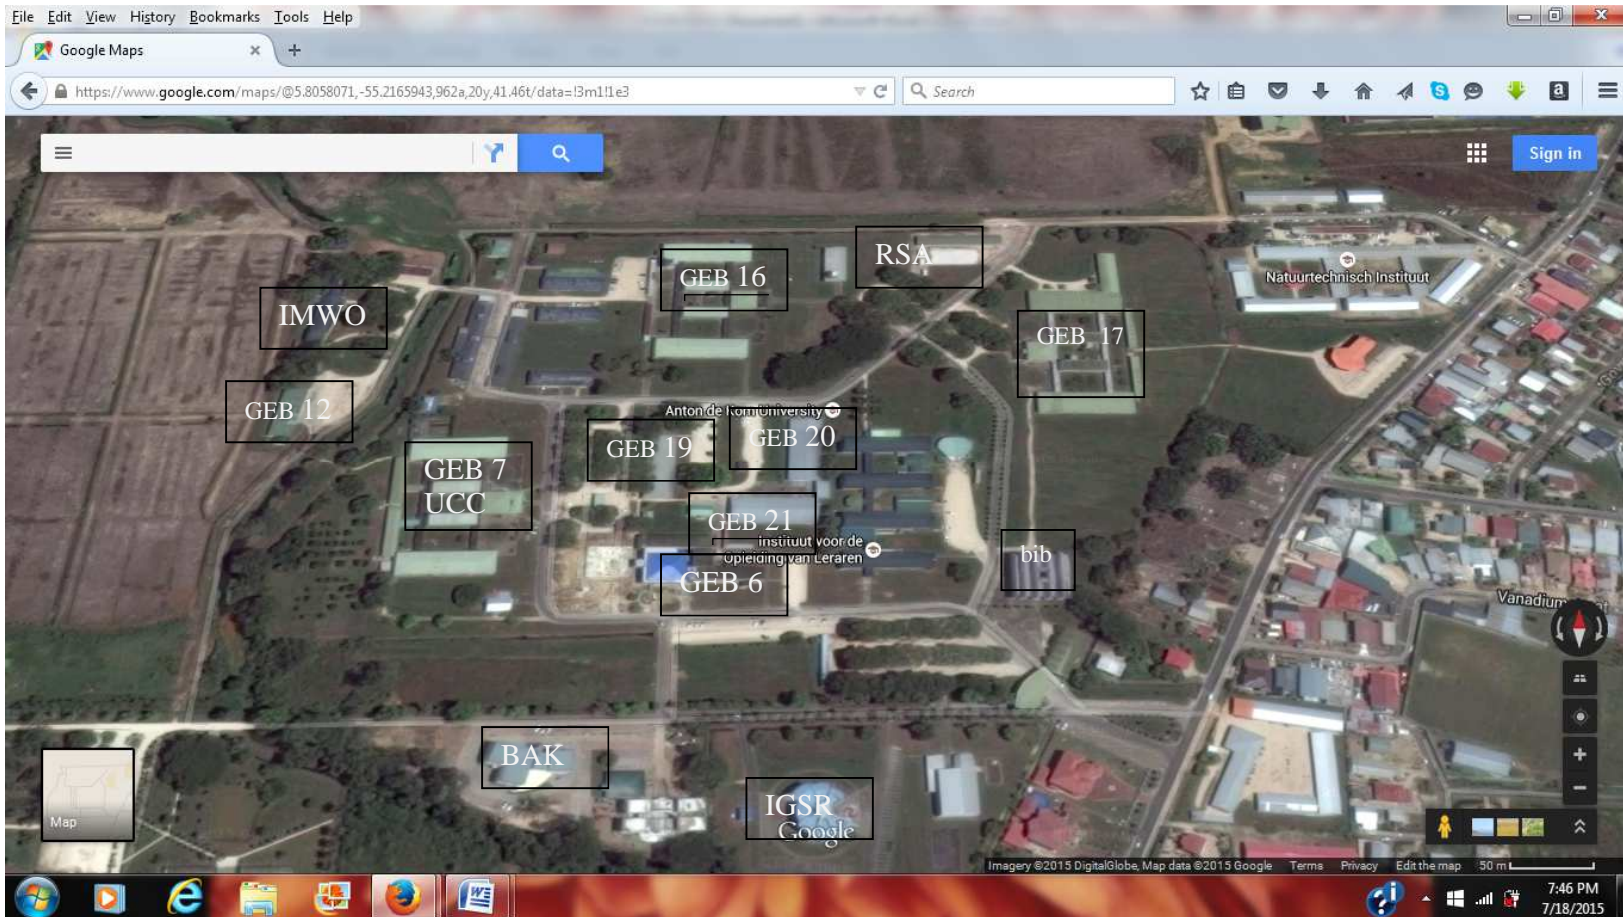 File Edit View History Bookmarks Tools Help
Google Maps
https://www.google.com/maps/@5.8058071,-55.2165943,962a,20y,41.46t/data=!3m1!1e3
Search
Sign in
RSA
GEB 16
Natuurtechnisch Instituut
IMWO
GEB 17
GEB 12
Anton de Kom University
GEB 19
GEB 20
GEB 7
UCC
GEB 21
Instituut voor de
Opleiding van Leraren
bib
GEB 6
BAK
IGSR
Google
Map
Imagery ©2015 DigitalGlobe, Map data ©2015 Google Terms Privacy Edit the map 50 m
7:46 PM
7/18/2015